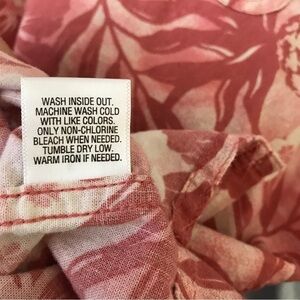 WASH INSIDE OUT.
MACHINE WASH COLD
WITH LIKE COLORS.
ONLY NON-CHLORINE
BLEACH WHEN NEEDED.
TUMBLE DRY LOW.
WARM IRON IF NEEDED.